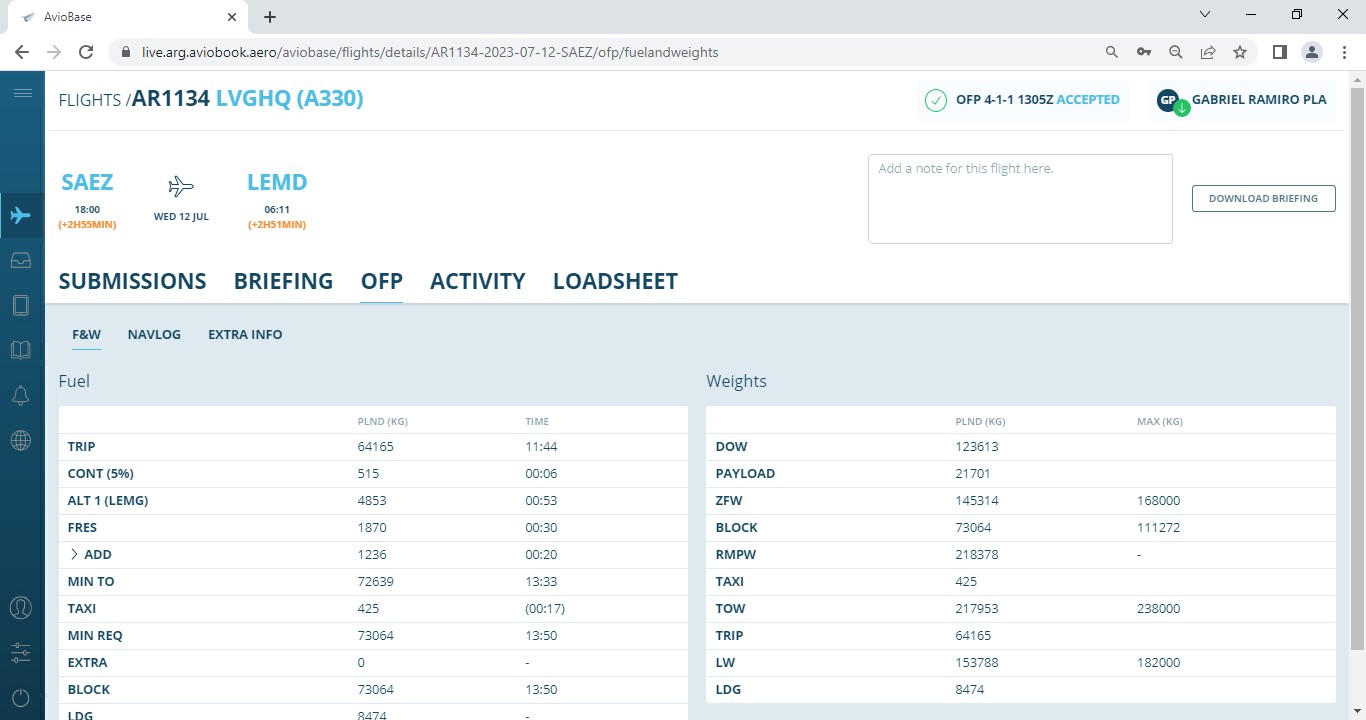 AvioBase
live.arg.aviobook.aero/aviobase/flights/details/AR1134-2023-07-12-SAEZ/ofp/fuelandweights
FLIGHTS /AR1134 LVGHQ (A330)
OFP 4-1-1 1305Z ACCEPTED
GP
GABRIEL RAMIRO PLA
SAEZ
18:00
(+2H55MIN)
WED 12 JUL
LEMD
06:11
(+2H51MIN)
Add a note for this flight here.
DOWNLOAD BRIEFING
SUBMISSIONS BRIEFING OFP ACTIVITY LOADSHEET
F&W NAVLOG EXTRA INFO
Fuel
PLND (KG) TIME
TRIP 64165 11:44
CONT (5%) 515 00:06
ALT 1 (LEMG) 4853 00:53
FRES 1870 00:30
> ADD 1236 00:20
MIN TO 72639 13:33
TAXI 425 (00:17)
MIN REQ 73064 13:50
EXTRA 0 -
BLOCK 73064 13:50
LDG 8474 -
Weights
PLND (KG) MAX (KG)
DOW 123613
PAYLOAD 21701
ZFW 145314 168000
BLOCK 73064 111272
RMPW 218378 -
TAXI 425
TOW 217953 238000
TRIP 64165
LW 153788 182000
LDG 8474